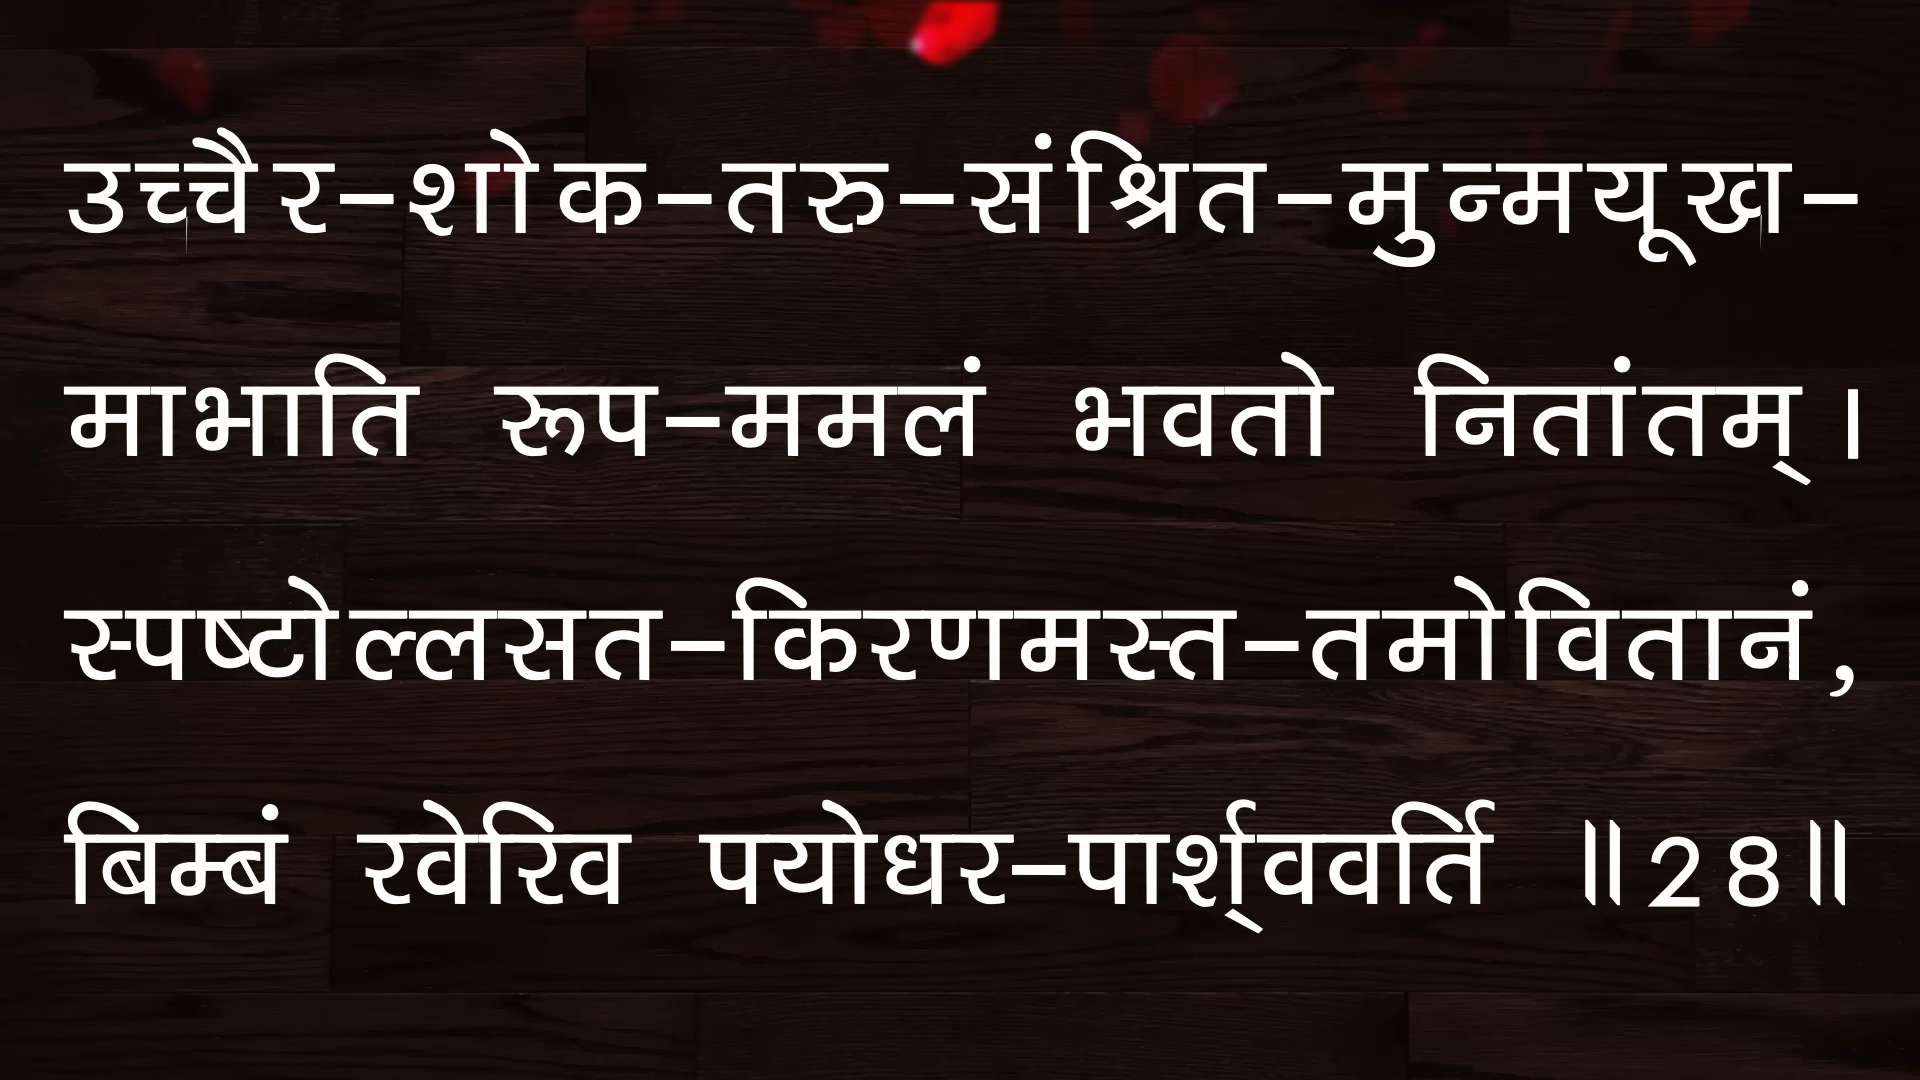 उच्चैर-शोक-तरु-संश्रित-मुन्मयूख-
माभाति रूप-ममलं भवतो नितांतम् ।
स्पष्टोल्लसत-किरणमस्त-तमोवितानं,
बिम्बं रवेरिव पयोधर-पार्श्‌ववर्ति ॥28॥